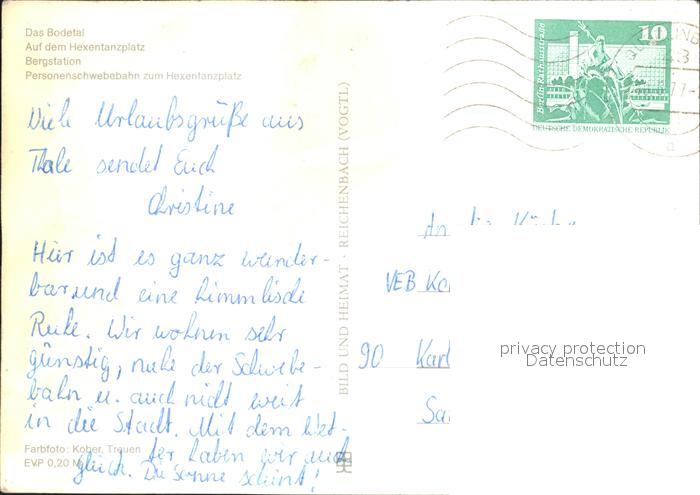 Das Bodetal
Auf dem Hexentanzplatz
Bergstation
Personenschwebebahn zum Hexentanzplatz
Viele Urlaubsgrüße aus
Thale sendet Euch
Christine
Hier ist es ganz wunder-
bar und eine himmlische
Ruhe. Wir wohnen sehr
günstig, nahe der Schwebe-
bahn u. auch nicht weit
in die Stadt. Mit dem Wet-
ter haben wir auch
glück. Die Sonne scheint!
Farbfoto: Kober, Treuen
EVP 0,20 M
BILD UND HEIMAT · REICHENBACH (VOGTL)
Berlin-Rathausstraße
10
DEUTSCHE DEMOKRATISCHE REPUBLIK
An die
VEB
90 Karl
privacy protection
Datenschutz